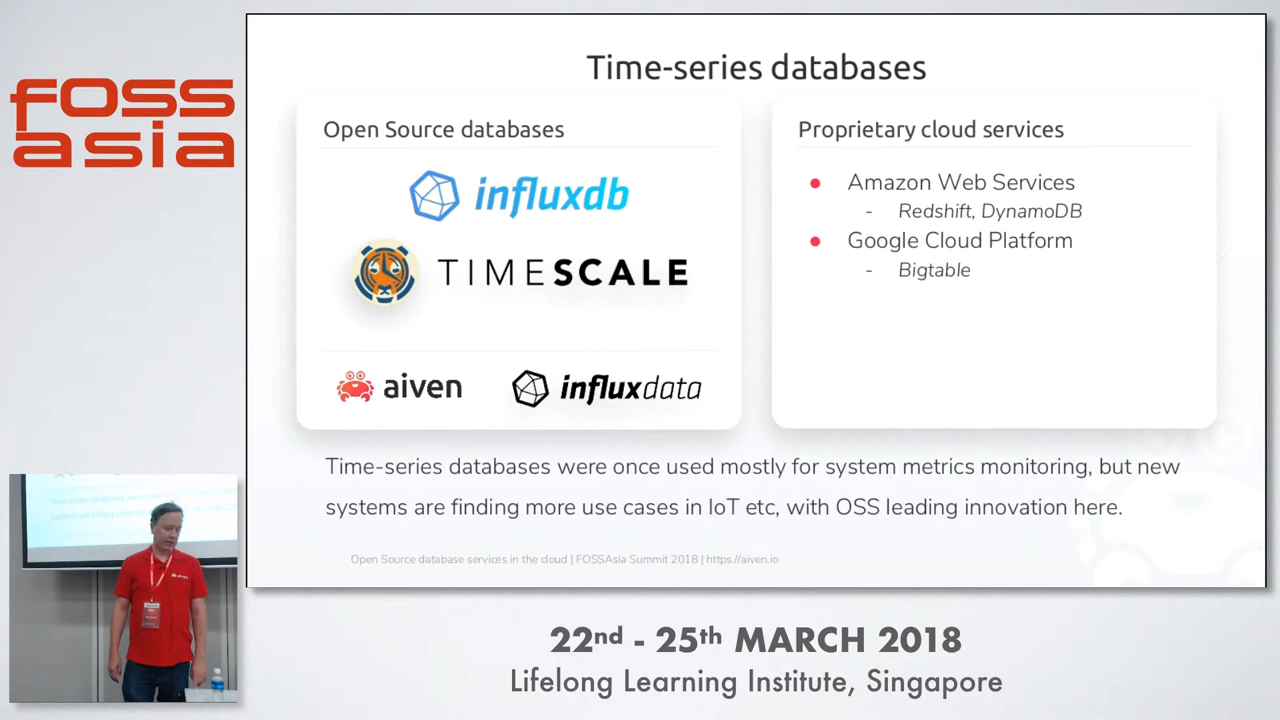 foss
asia
Time-series databases
Open Source databases
influxdb
TIMESCALE
aiven
influxdata
Proprietary cloud services
● Amazon Web Services
- Redshift, DynamoDB
● Google Cloud Platform
- Bigtable
Time-series databases were once used mostly for system metrics monitoring, but new
systems are finding more use cases in IoT etc, with OSS leading innovation here.
Open Source database services in the cloud | FOSSAsia Summit 2018 | https://aiven.io
aiven
22nd - 25th MARCH 2018
Lifelong Learning Institute, Singapore